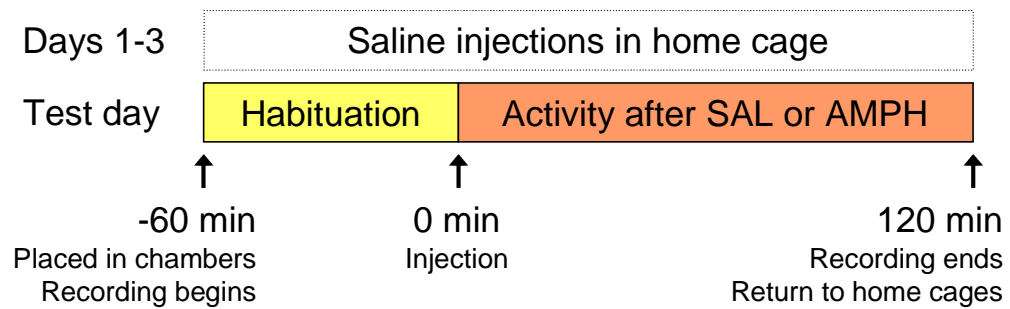 Days 1-3
Saline injections in home cage
Test day
Habituation
Activity after SAL or AMPH
-60 min
Placed in chambers
Recording begins
0 min
Injection
120 min
Recording ends
Return to home cages